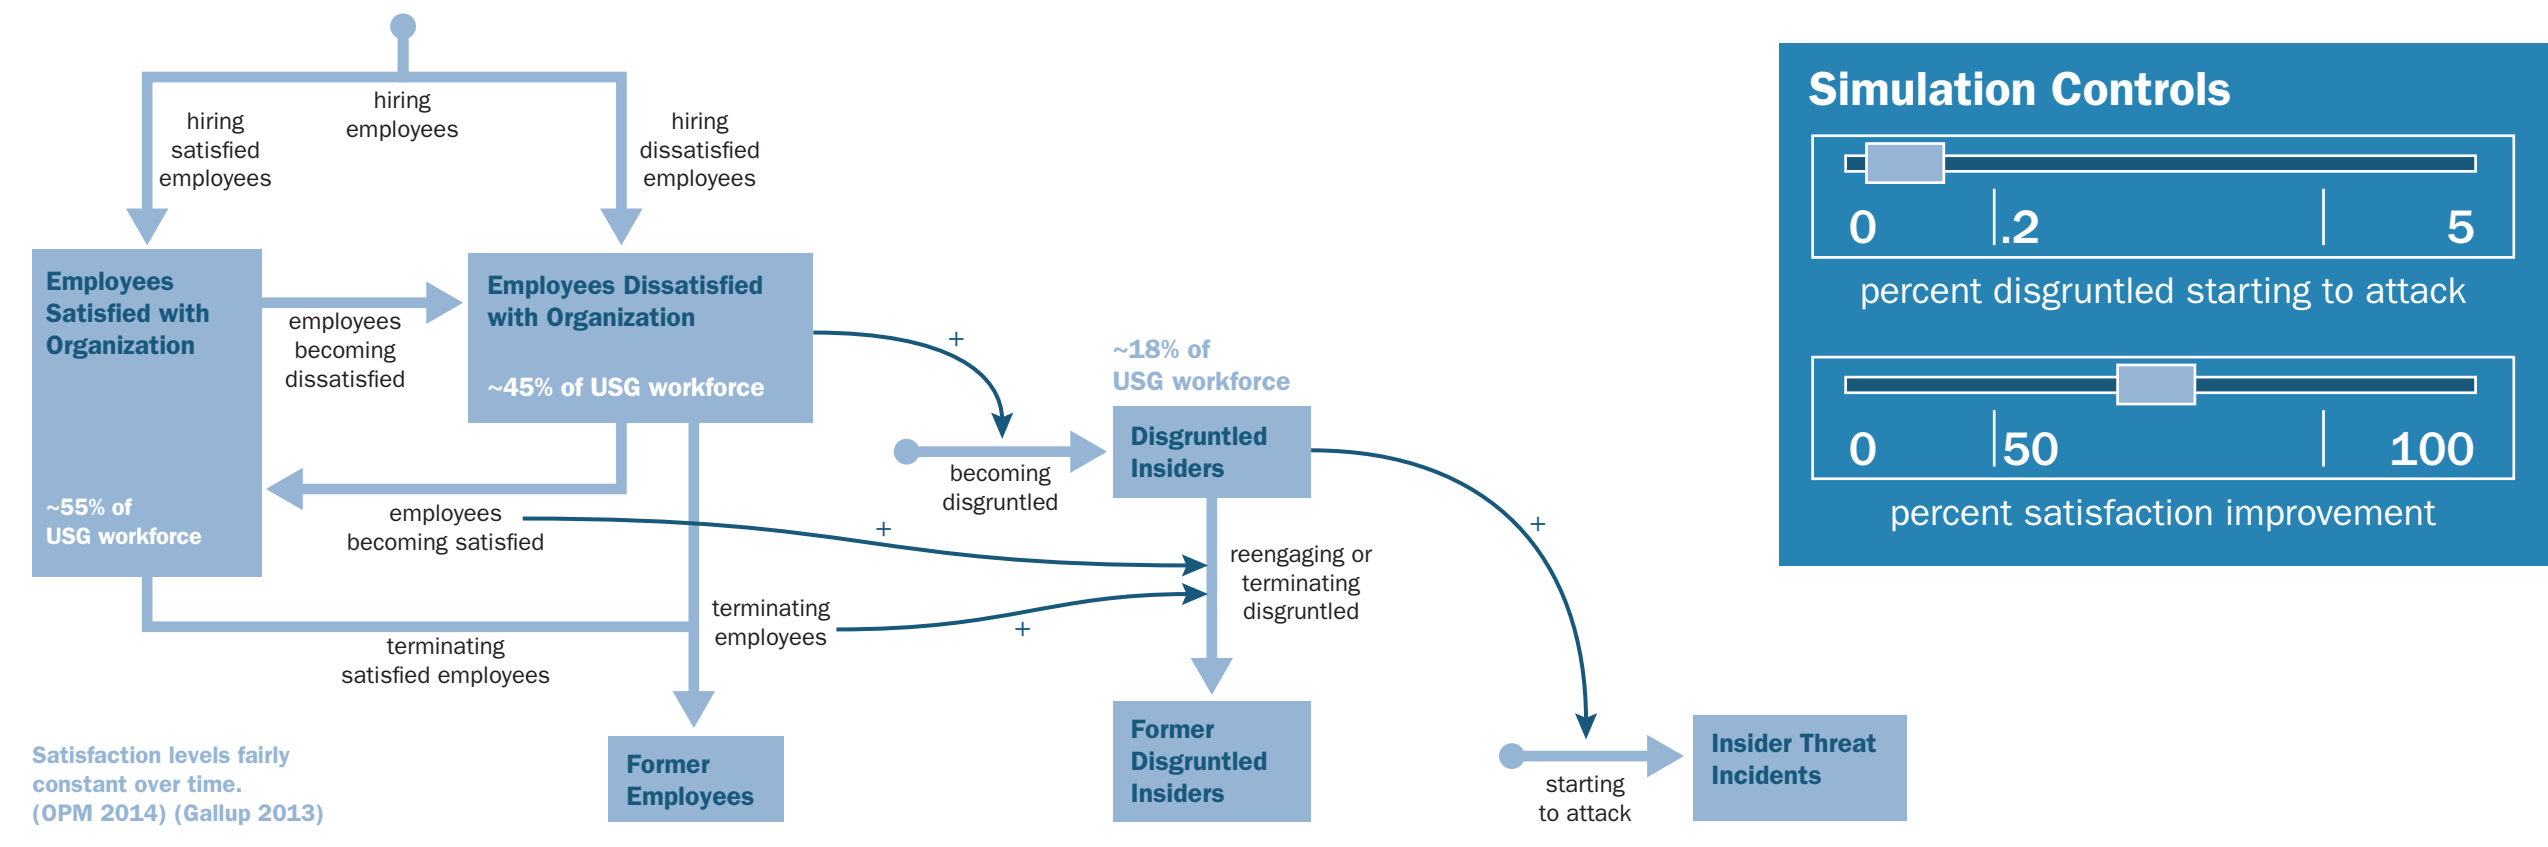 hiring
employees
hiring
satisfied
employees
hiring
dissatisfied
employees
Employees
Satisfied with
Organization
~55% of
USG workforce
employees
becoming
dissatisfied
Employees Dissatisfied
with Organization
~45% of USG workforce
+
becoming
disgruntled
~18% of
USG workforce
Disgruntled
Insiders
employees
becoming satisfied
+
+
reengaging or
terminating
disgruntled
terminating
employees
+
terminating
satisfied employees
Satisfaction levels fairly
constant over time.
(OPM 2014) (Gallup 2013)
Former
Employees
Former
Disgruntled
Insiders
starting
to attack
Insider Threat
Incidents
Simulation Controls
0 .2 5
percent disgruntled starting to attack
0 50 100
percent satisfaction improvement